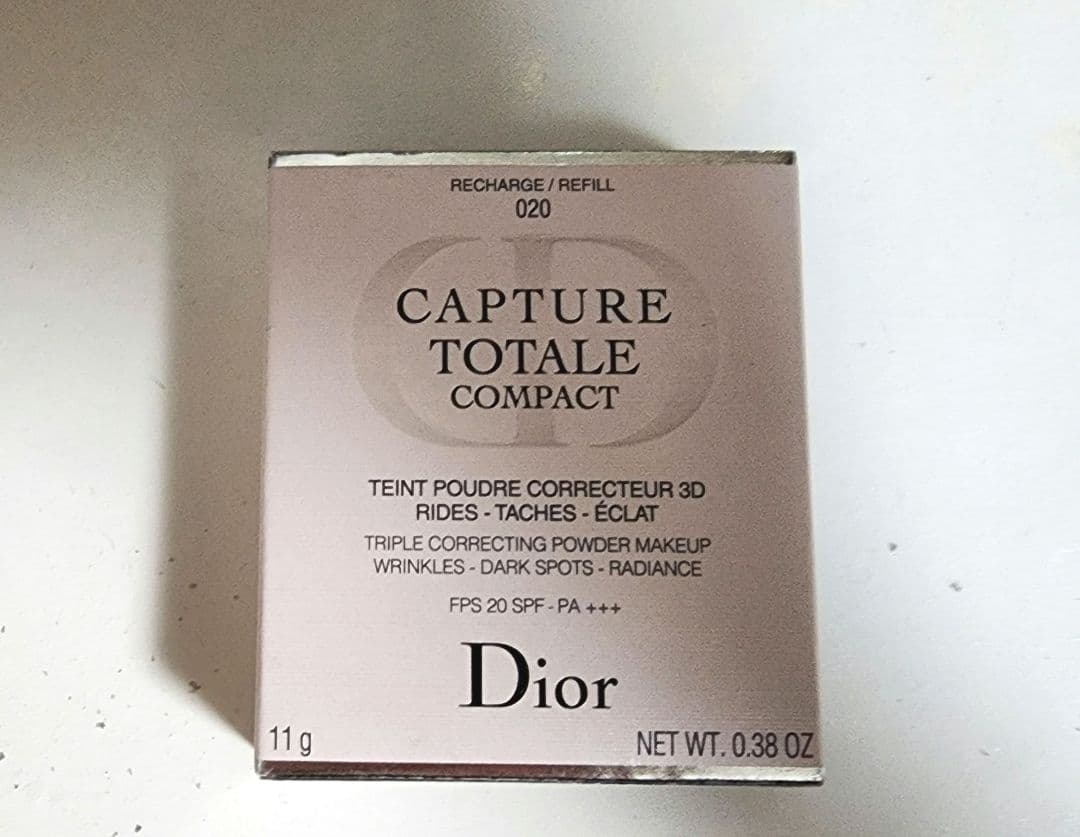 RECHARGE / REFILL
020
CAPTURE
TOTALE
COMPACT
TEINT POUDRE CORRECTEUR 3D
RIDES - TACHES - ÉCLAT
TRIPLE CORRECTING POWDER MAKEUP
WRINKLES - DARK SPOTS - RADIANCE
FPS 20 SPF - PA +++
Dior
11 g NET WT. 0.38 OZ